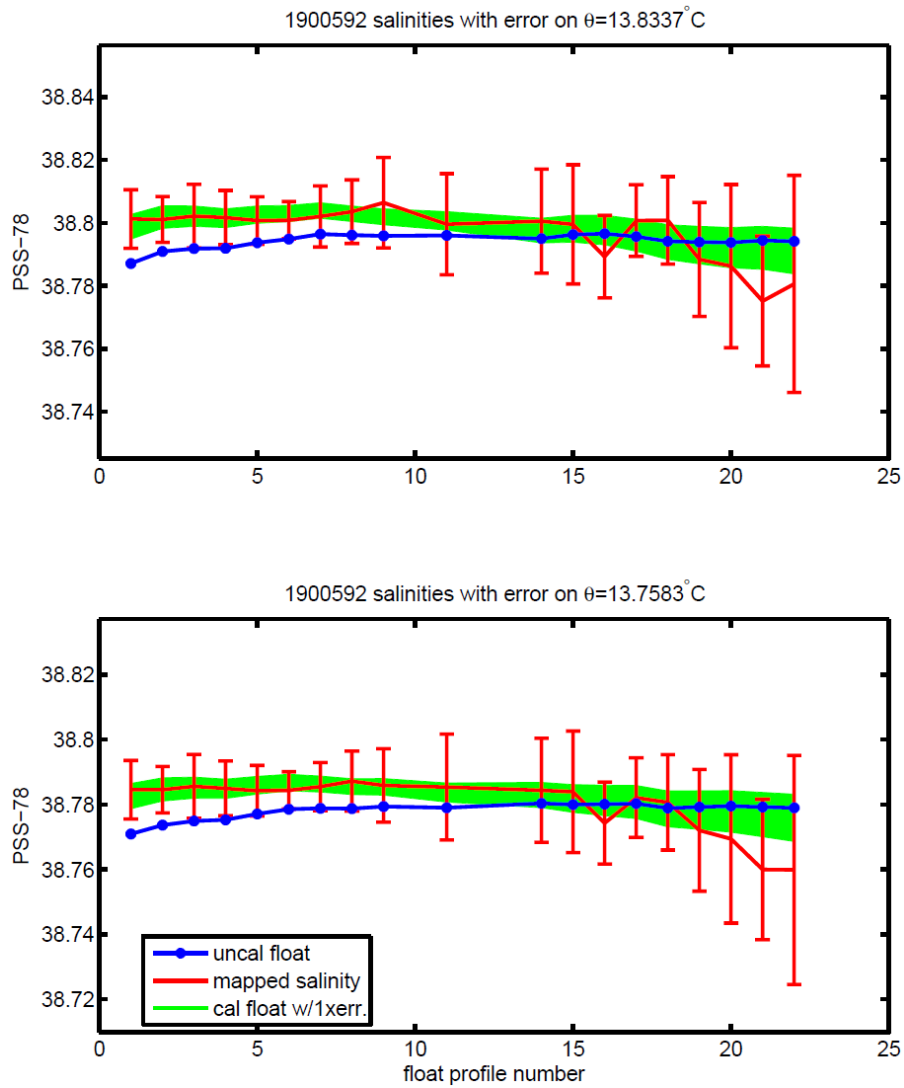 1900592 salinities with error on θ=13.8337°C
PSS−78
38.84
38.82
38.8
38.78
38.76
38.74
0 5 10 15 20 25
1900592 salinities with error on θ=13.7583°C
PSS−78
38.82
38.8
38.78
38.76
38.74
38.72
uncal float
mapped salinity
cal float w/1xerr.
0 5 10 15 20 25
float profile number